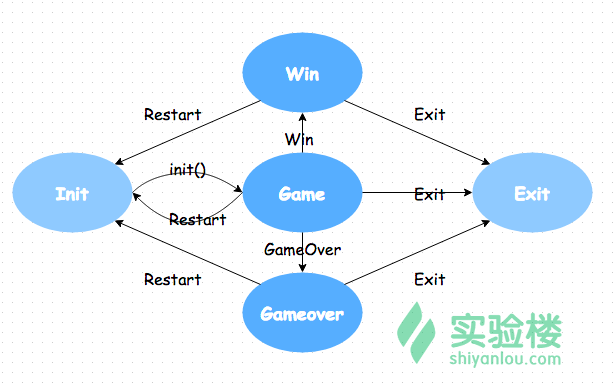 Win
Restart
Exit
Win
init()
Init
Game
Exit
Exit
Restart
GameOver
Restart
Exit
Gameover
实验楼
shiyanlou.com